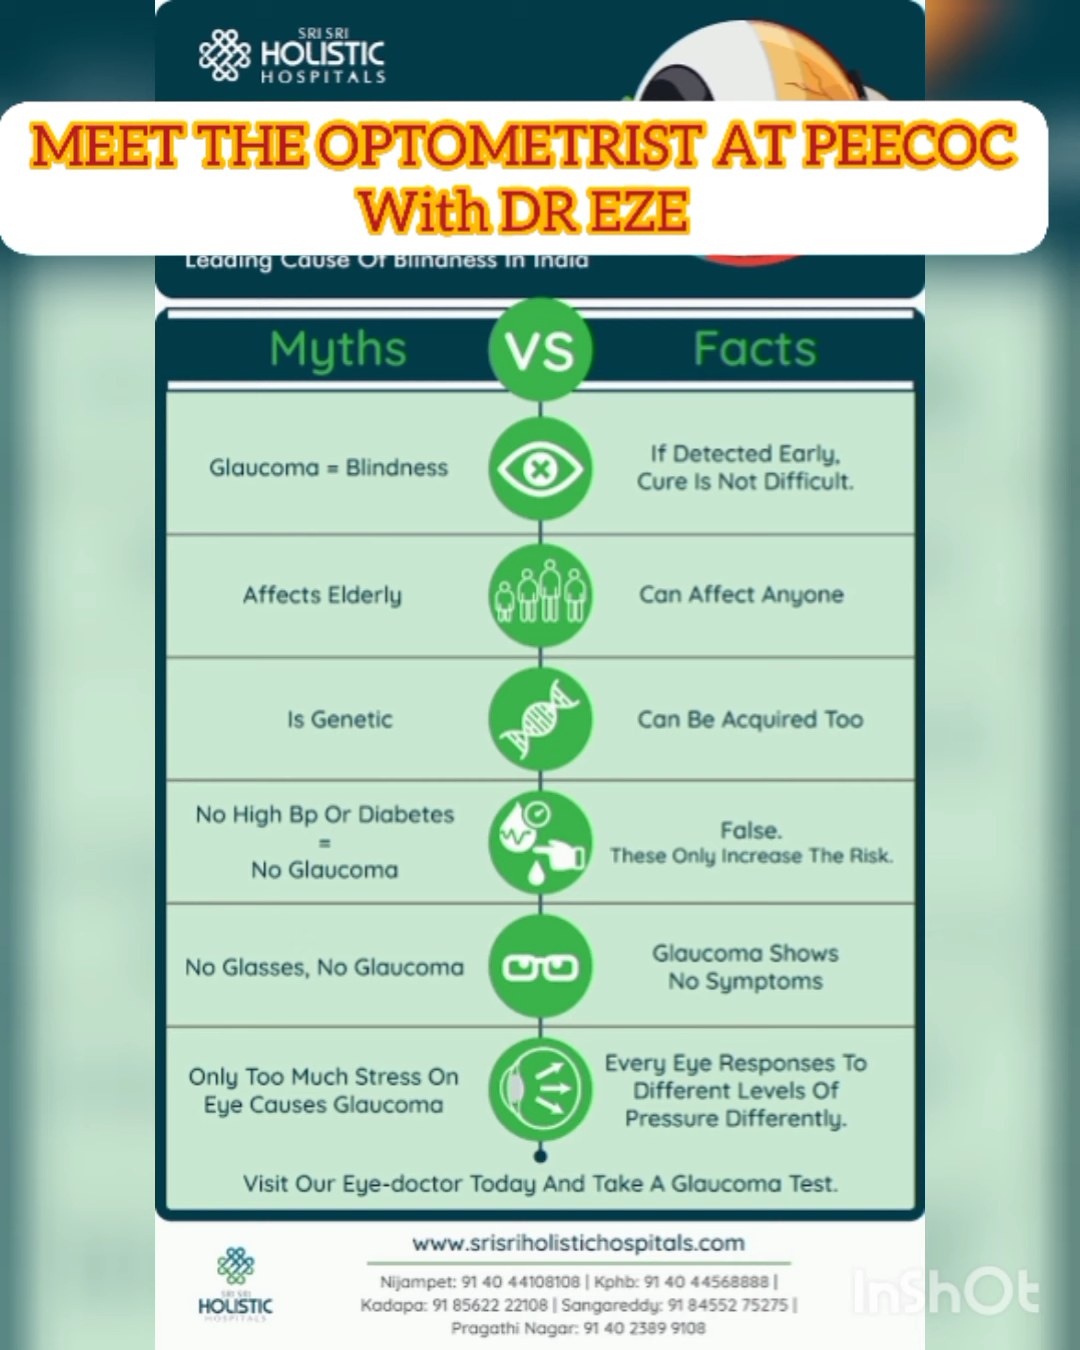 SRI SRI
HOLISTIC
HOSPITALS
MEET THE OPTOMETRIST AT PEECOC
With DR EZE
Leading Cause Of Blindness In India
Myths
VS
Facts
Glaucoma = Blindness
If Detected Early,
Cure Is Not Difficult.
Affects Elderly
Can Affect Anyone
Is Genetic
Can Be Acquired Too
No High Bp Or Diabetes
=
No Glaucoma
False.
These Only Increase The Risk.
No Glasses, No Glaucoma
Glaucoma Shows
No Symptoms
Only Too Much Stress On
Eye Causes Glaucoma
Every Eye Responses To
Different Levels Of
Pressure Differently.
Visit Our Eye-doctor Today And Take A Glaucoma Test.
www.srisriholistichospitals.com
SRI SRI
HOLISTIC
HOSPITALS
Nijampet: 91 40 44108108 | Kphb: 91 40 44568888 |
Kadapa: 91 85622 22108 | Sangareddy: 91 84552 75275 |
Pragathi Nagar: 91 40 2389 9108
InShOt